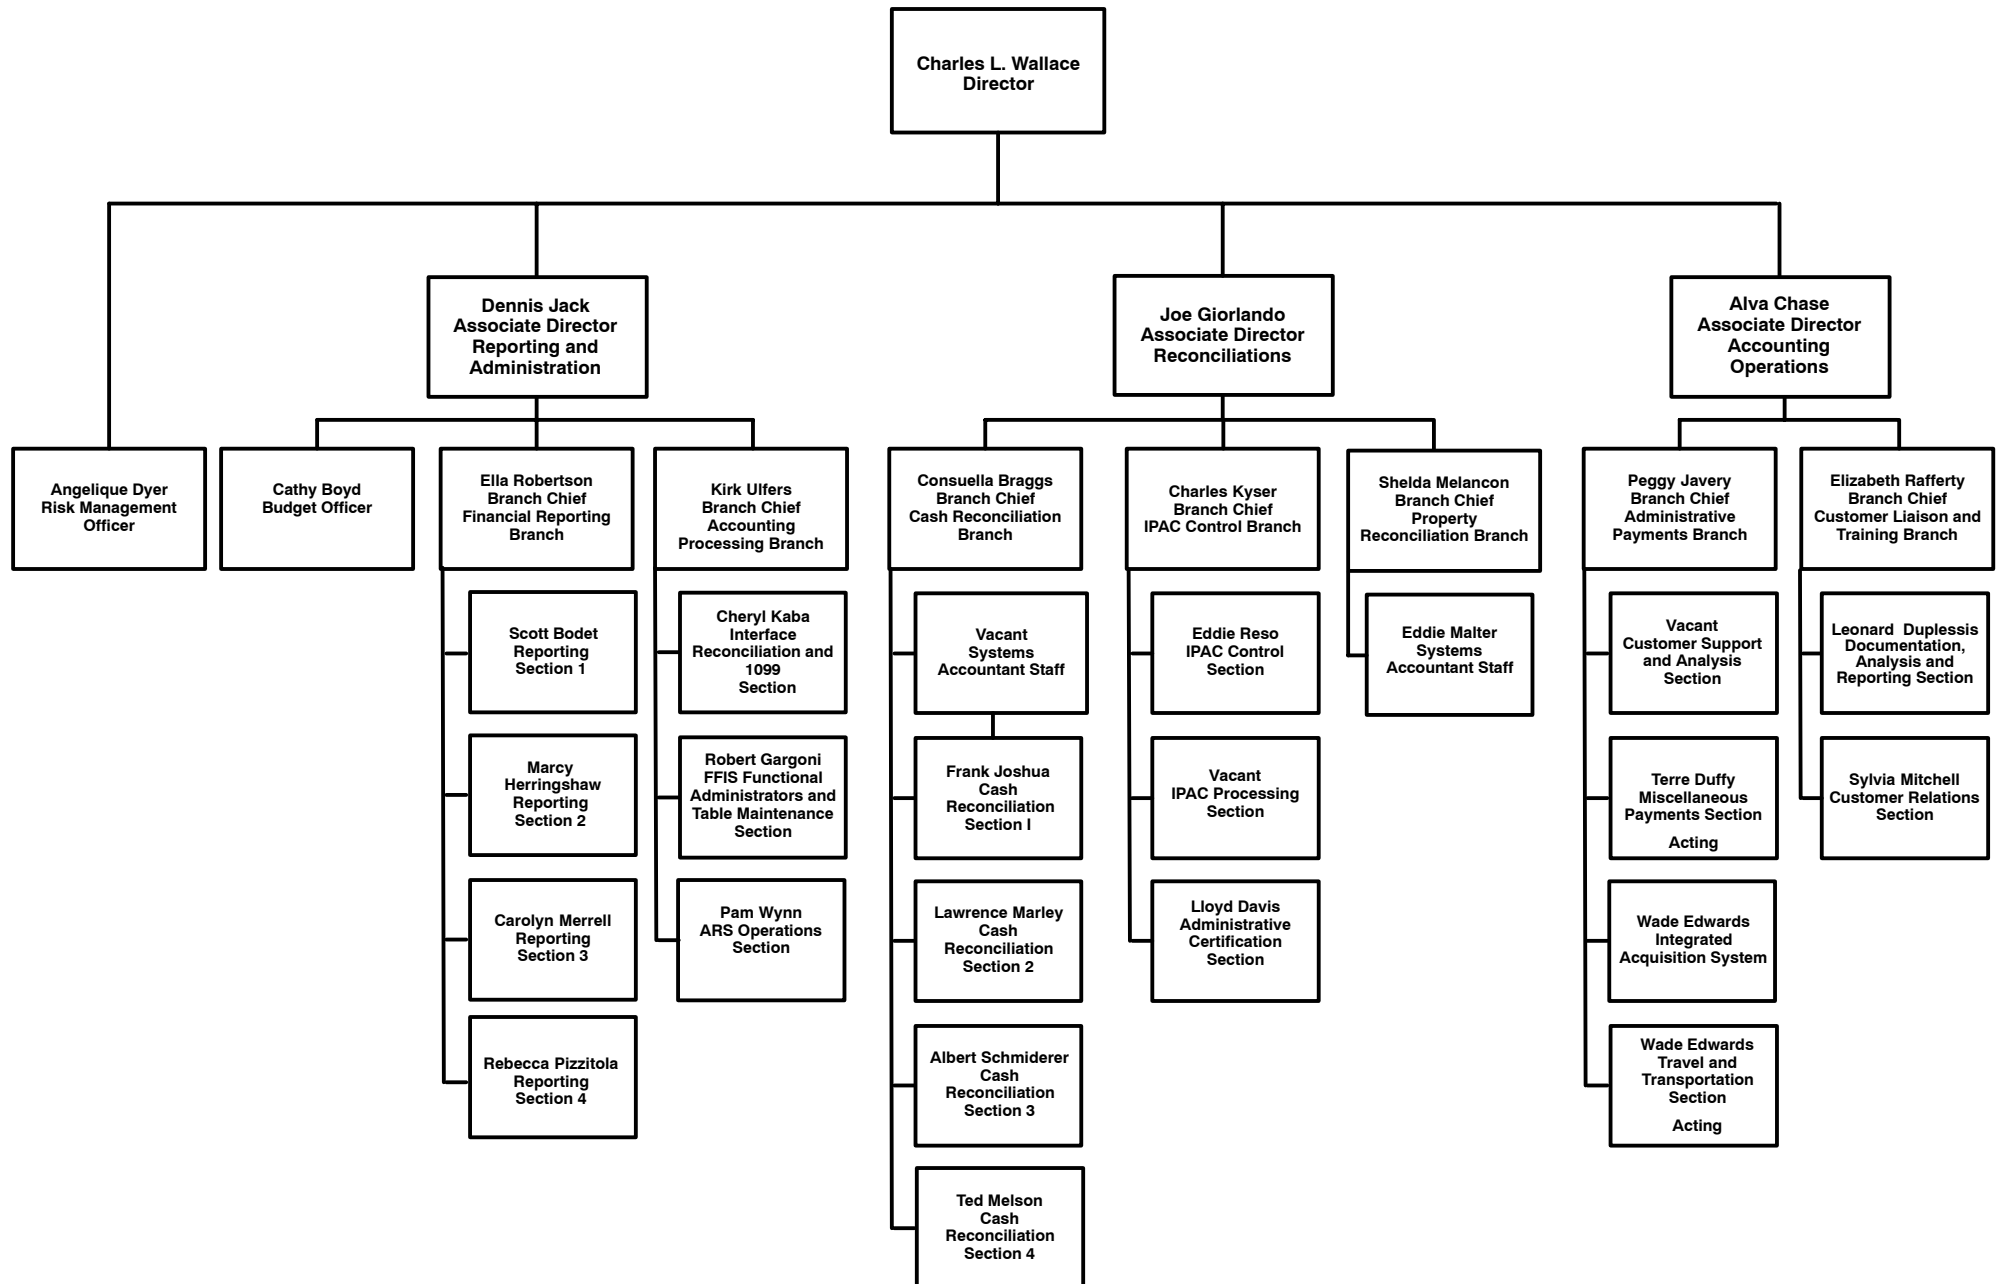 Charles L. Wallace
Director
Dennis Jack
Associate Director
Reporting and
Administration
Joe Giorlando
Associate Director
Reconciliations
Alva Chase
Associate Director
Accounting
Operations
Angelique Dyer
Risk Management
Officer
Cathy Boyd
Budget Officer
Ella Robertson
Branch Chief
Financial Reporting
Branch
Kirk Ulfers
Branch Chief
Accounting
Processing Branch
Consuella Braggs
Branch Chief
Cash Reconciliation
Branch
Charles Kyser
Branch Chief
IPAC Control Branch
Shelda Melancon
Branch Chief
Property
Reconciliation Branch
Peggy Javery
Branch Chief
Administrative
Payments Branch
Elizabeth Rafferty
Branch Chief
Customer Liaison and
Training Branch
Scott Bodet
Reporting
Section 1
Marcy
Herringshaw
Reporting
Section 2
Carolyn Merrell
Reporting
Section 3
Rebecca Pizzitola
Reporting
Section 4
Cheryl Kaba
Interface
Reconciliation and
1099
Section
Robert Gargoni
FFIS Functional
Administrators and
Table Maintenance
Section
Pam Wynn
ARS Operations
Section
Vacant
Systems
Accountant Staff
Frank Joshua
Cash
Reconciliation
Section I
Lawrence Marley
Cash
Reconciliation
Section 2
Albert Schmiderer
Cash
Reconciliation
Section 3
Ted Melson
Cash
Reconciliation
Section 4
Eddie Reso
IPAC Control
Section
Vacant
IPAC Processing
Section
Lloyd Davis
Administrative
Certification
Section
Eddie Malter
Systems
Accountant Staff
Vacant
Customer Support
and Analysis
Section
Terre Duffy
Miscellaneous
Payments Section
Acting
Wade Edwards
Integrated
Acquisition System
Wade Edwards
Travel and
Transportation
Section
Acting
Leonard  Duplessis
Documentation,
Analysis and
Reporting Section
Sylvia Mitchell
Customer Relations
Section